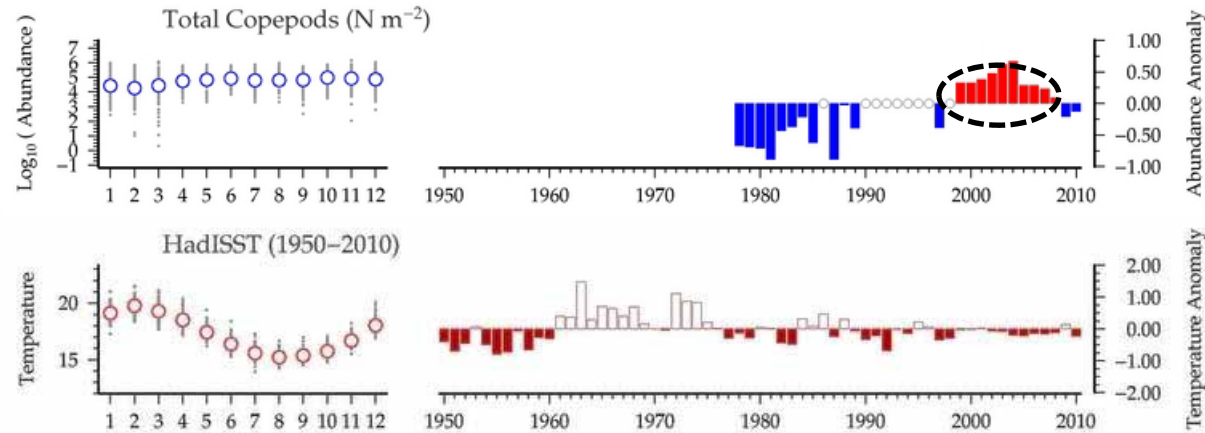 Total Copepods (N m⁻²)
Log₁₀ ( Abundance )
7
6
5
4
3
2
1
0
−1
1 2 3 4 5 6 7 8 9 10 11 12
1950 1960 1970 1980 1990 2000 2010
1.00
0.50
0.00
−0.50
−1.00
Abundance Anomaly
HadISST (1950−2010)
Temperature
20
15
1 2 3 4 5 6 7 8 9 10 11 12
1950 1960 1970 1980 1990 2000 2010
2.00
1.00
0.00
−1.00
−2.00
Temperature Anomaly